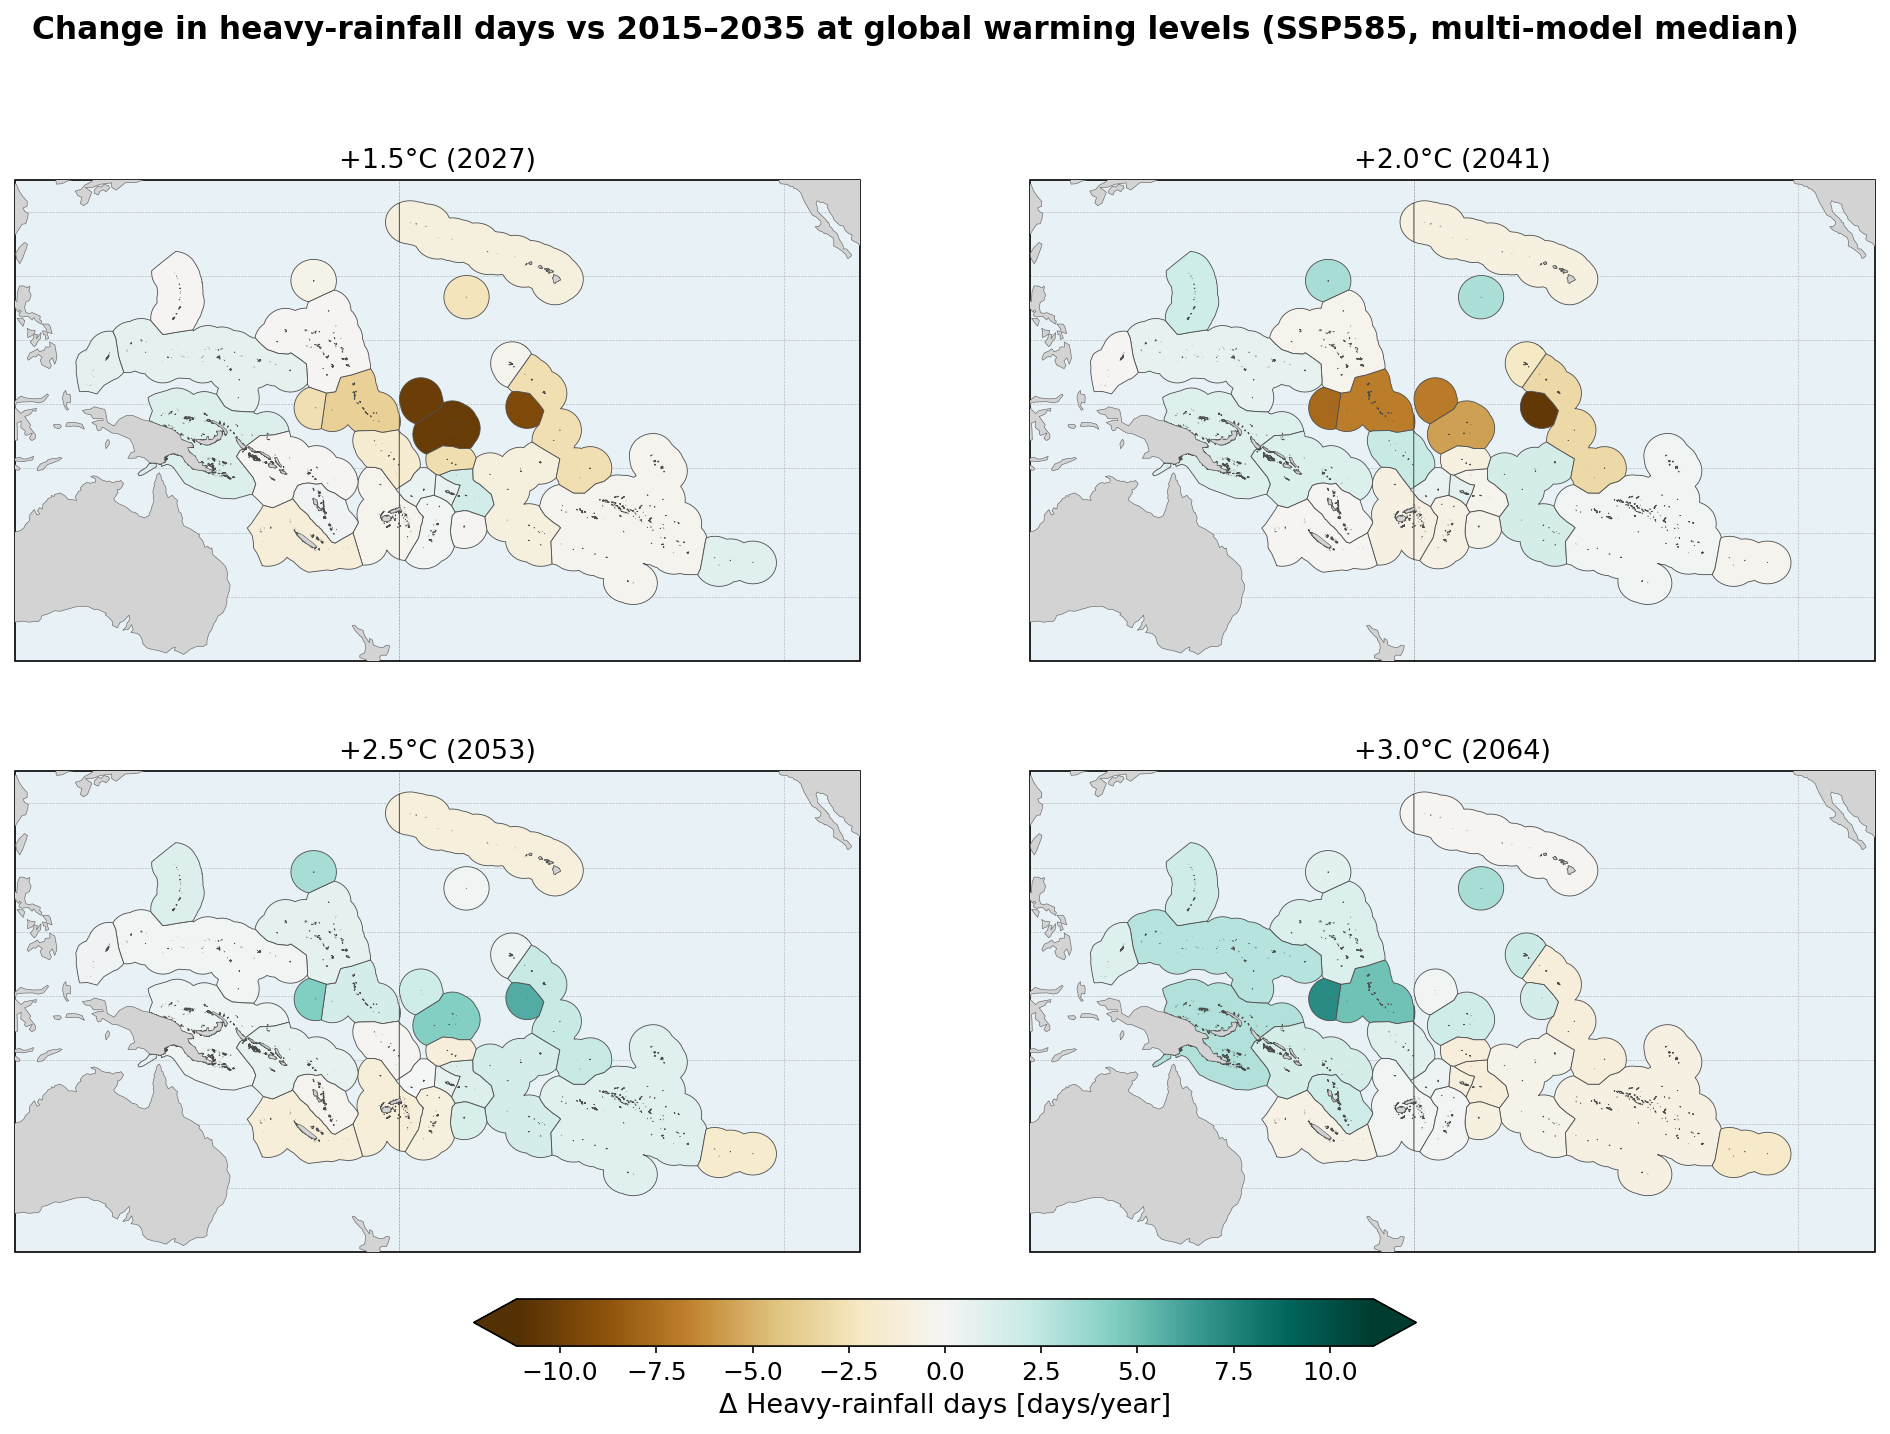 Change in heavy-rainfall days vs 2015–2035 at global warming levels (SSP585, multi-model median)
+1.5°C (2027)
+2.0°C (2041)
+2.5°C (2053)
+3.0°C (2064)
−10.0 −7.5 −5.0 −2.5 0.0 2.5 5.0 7.5 10.0
Δ Heavy-rainfall days [days/year]